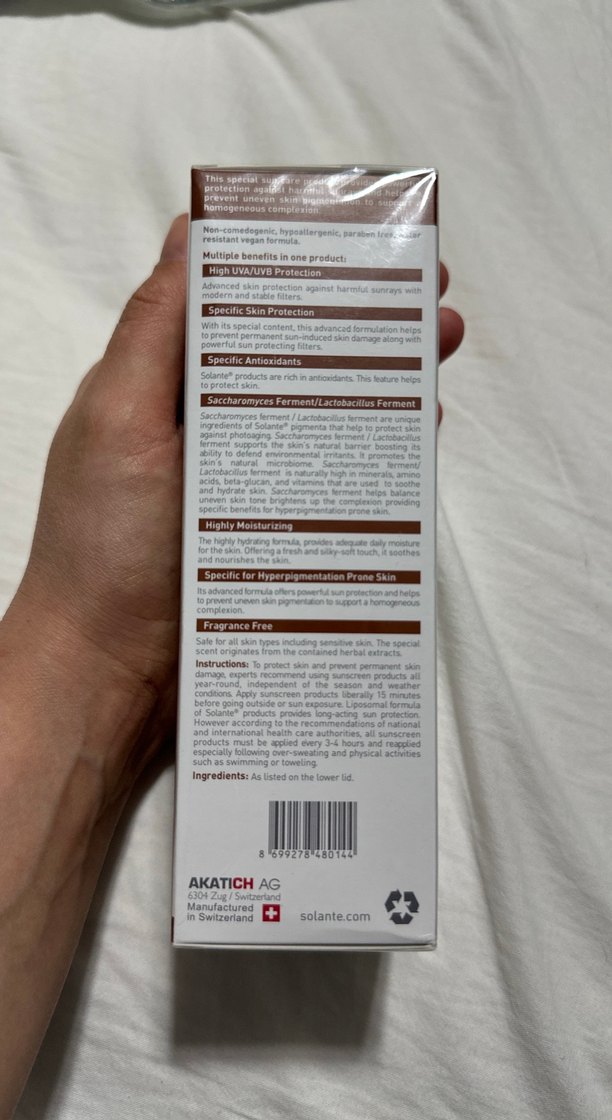 This special sun care product provides powerful
protection against harmful sunrays and helps
prevent uneven skin pigmentation to support a
homogeneous complexion.
Non-comedogenic, hypoallergenic, paraben free, water
resistant vegan formula.
Multiple benefits in one product:
High UVA/UVB Protection
Advanced skin protection against harmful sunrays with
modern and stable filters.
Specific Skin Protection
With its special content, this advanced formulation helps
to prevent permanent sun-induced skin damage along with
powerful sun protecting filters.
Specific Antioxidants
Solante® products are rich in antioxidants. This feature helps
to protect skin.
Saccharomyces Ferment/Lactobacillus Ferment
Saccharomyces ferment / Lactobacillus ferment are unique
ingredients of Solante® pigmenta that help to protect skin
against photoaging. Saccharomyces ferment / Lactobacillus
ferment supports the skin's natural barrier boosting its
ability to defend environmental irritants. It promotes the
skin's natural microbiome. Saccharomyces ferment/
Lactobacillus ferment is naturally high in minerals, amino
acids, beta-glucan, and vitamins that are used to soothe
and hydrate skin. Saccharomyces ferment helps balance
uneven skin tone brightens up the complexion providing
specific benefits for hyperpigmentation prone skin.
Highly Moisturizing
The highly hydrating formula, provides adequate daily moisture
for the skin. Offering a fresh and silky-soft touch, it soothes
and nourishes the skin.
Specific for Hyperpigmentation Prone Skin
Its advanced formula offers powerful sun protection and helps
to prevent uneven skin pigmentation to support a homogeneous
complexion.
Fragrance Free
Safe for all skin types including sensitive skin. The special
scent originates from the contained herbal extracts.
Instructions: To protect skin and prevent permanent skin
damage, experts recommend using sunscreen products all
year-round, independent of the season and weather
conditions. Apply sunscreen products liberally 15 minutes
before going outside or sun exposure. Liposomal formula
of Solante® products provides long-acting sun protection.
However according to the recommendations of national
and international health care authorities, all sunscreen
products must be applied every 3-4 hours and reapplied
especially following over-sweating and physical activities
such as swimming or toweling.
Ingredients: As listed on the lower lid.
8 699278 480144
AKATICH AG
6304 Zug / Switzerland
Manufactured
in Switzerland
solante.com